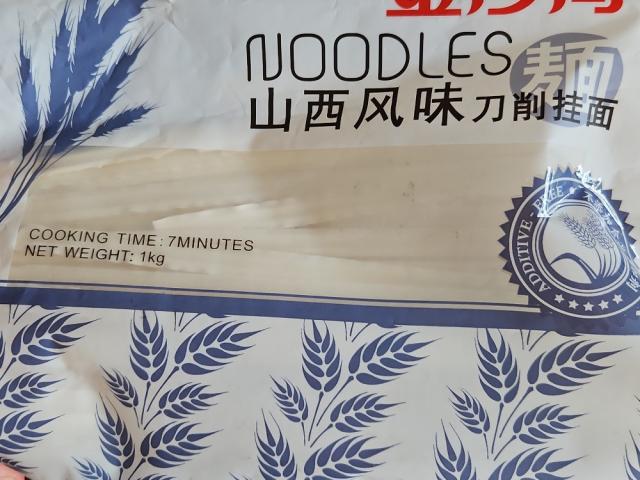 NOODLES
麵
山西风味刀削挂面
COOKING TIME: 7MINUTES
NET WEIGHT: 1kg
ADDITIVE-FREE